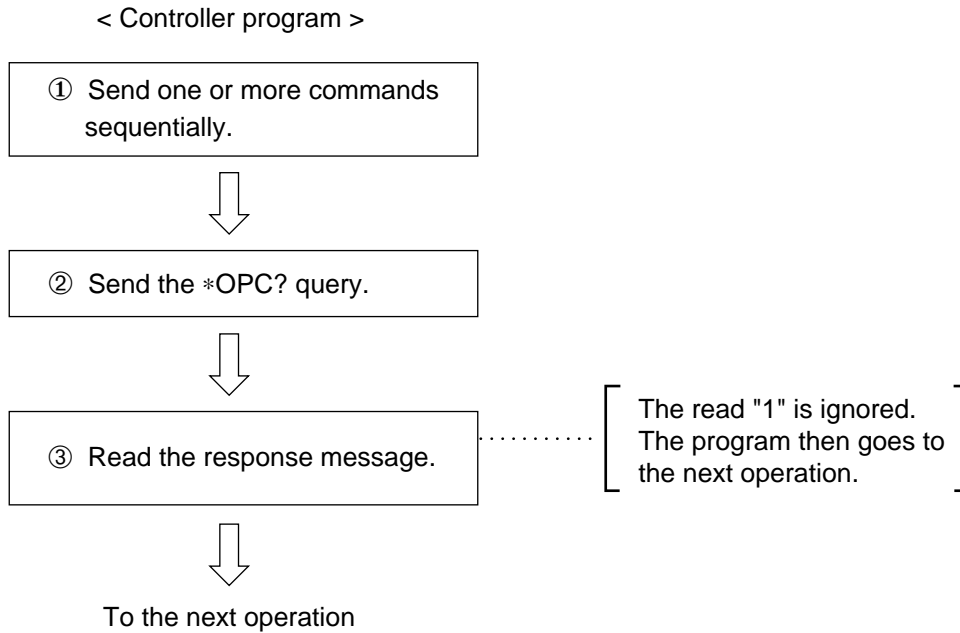 < Controller program >
① Send one or more commands
sequentially.
② Send the *OPC? query.
③ Read the response message.
The read "1" is ignored.
The program then goes to
the next operation.
To the next operation